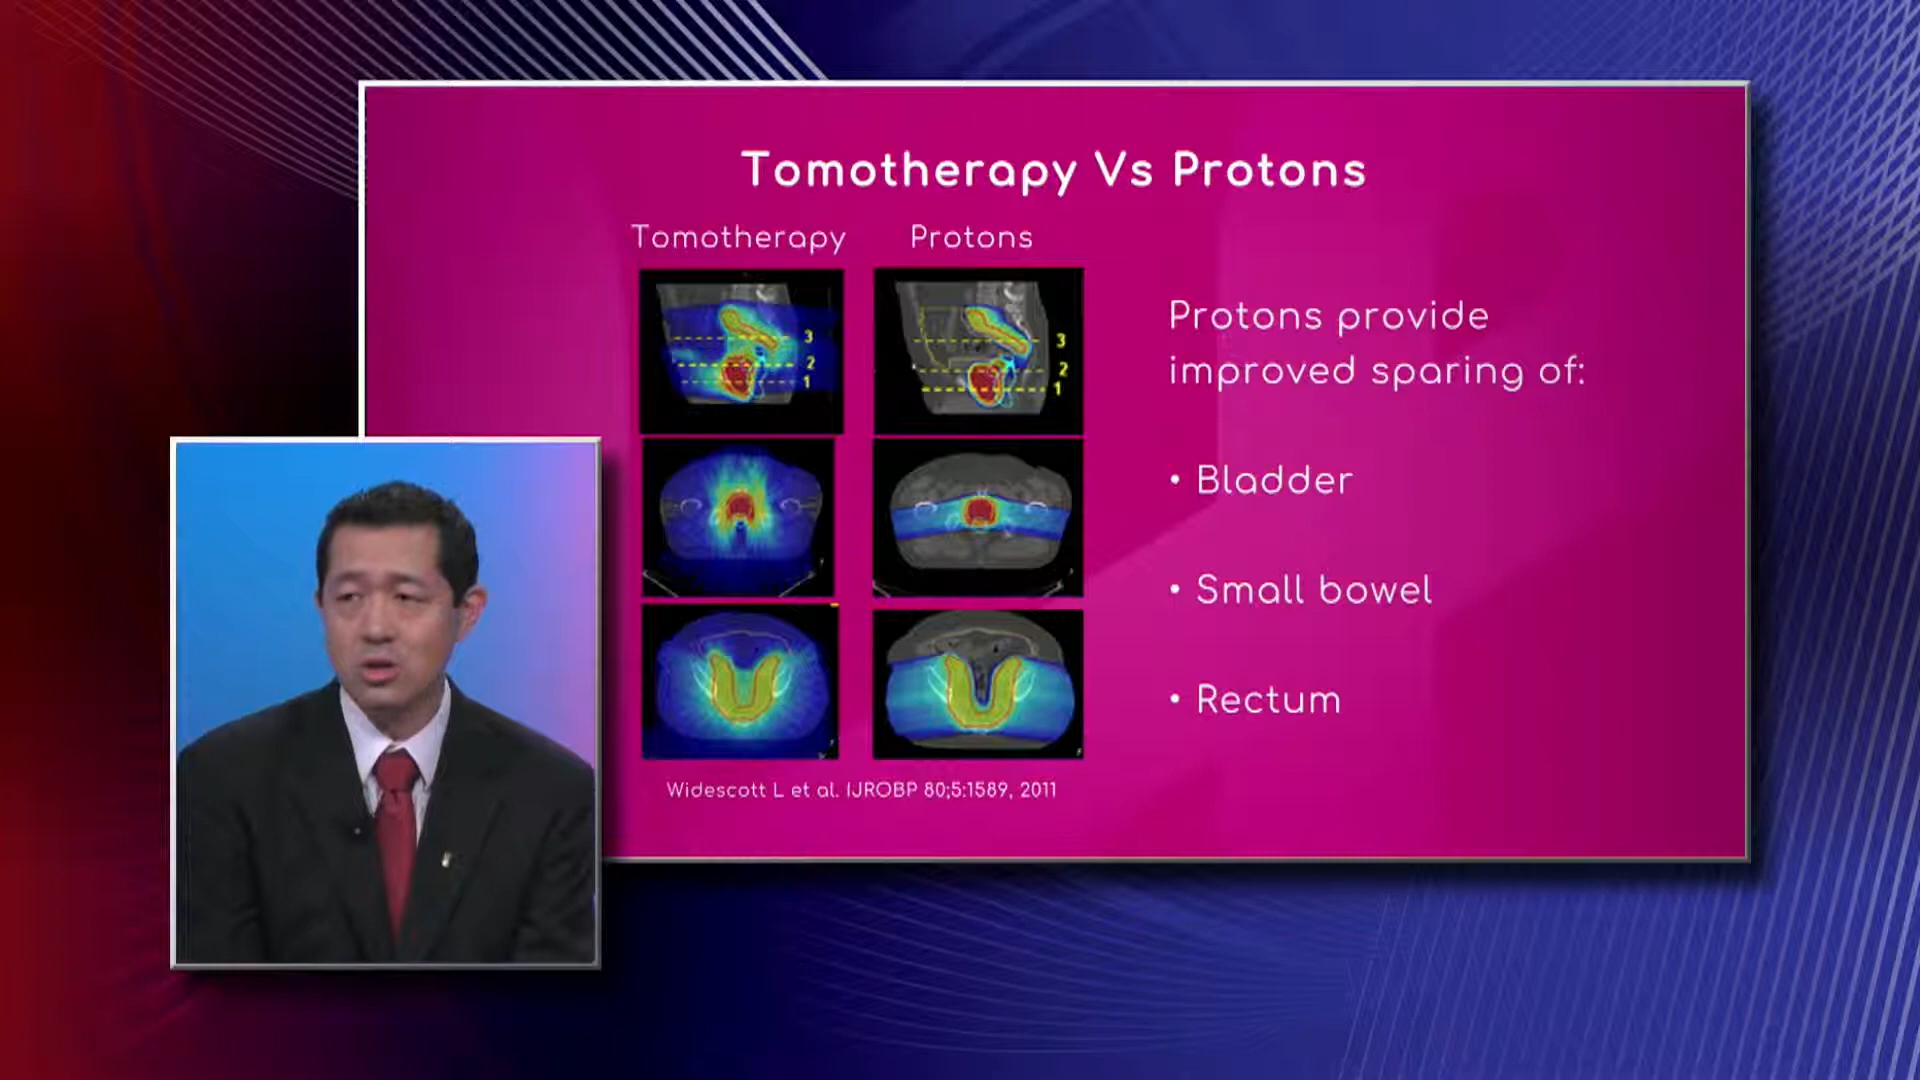 Tomotherapy Vs Protons
Tomotherapy
Protons
3
2
1
3
2
1
Protons provide
improved sparing of:
• Bladder
• Small bowel
• Rectum
Widescott L et al. IJROBP 80;5:1589, 2011